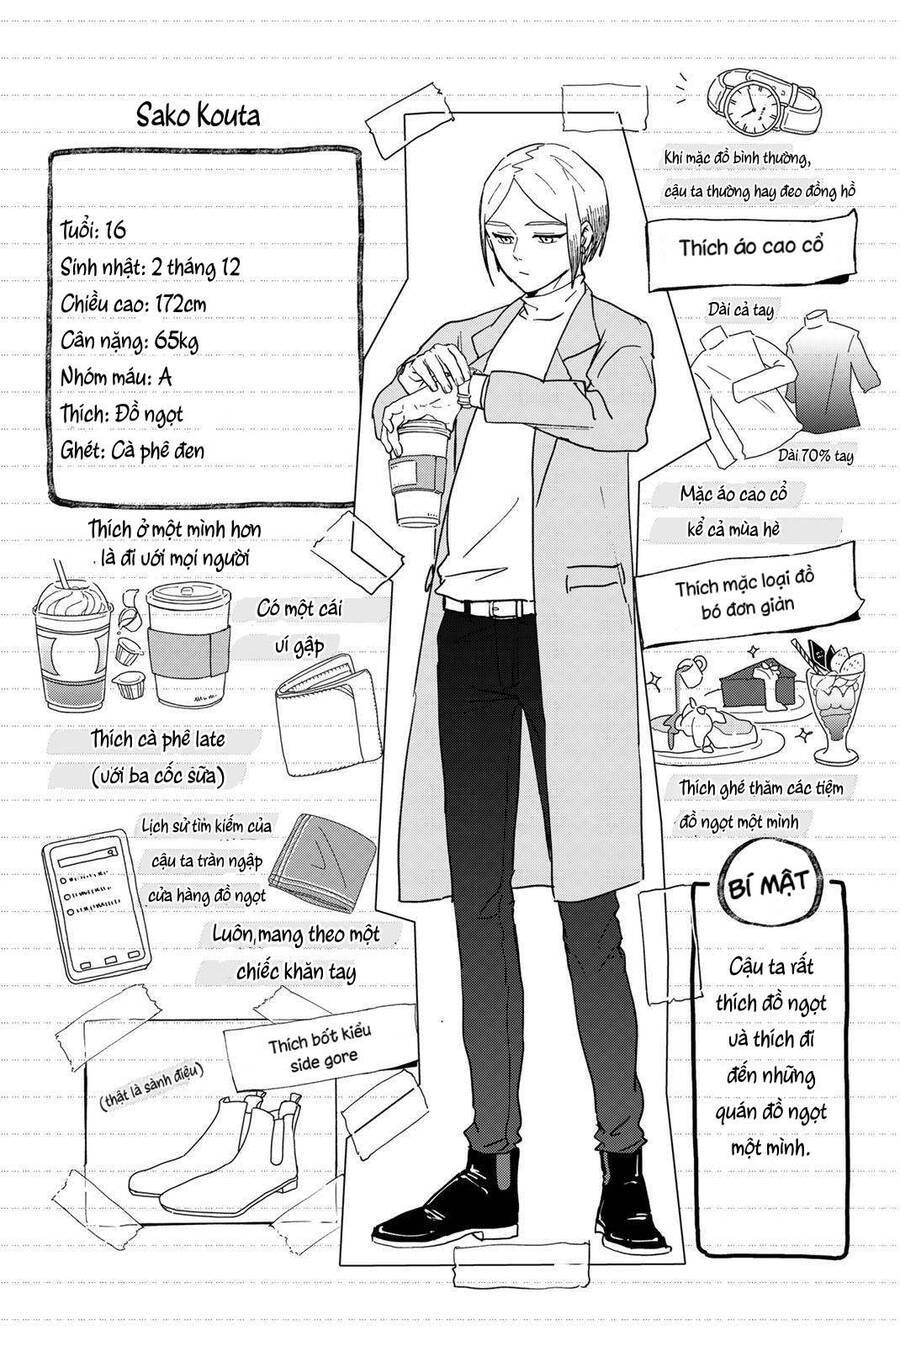 Sako Kouta
Tuổi: 16
Sinh nhật: 2 tháng 12
Chiều cao: 172cm
Cân nặng: 65kg
Nhóm máu: A
Thích: Đồ ngọt
Ghét: Cà phê đen
Khi mặc đồ bình thường,
cậu ta thường hay đeo đồng hồ
Thích áo cao cổ
Dài cả tay
Dài 70% tay
Mặc áo cao cổ
kể cả mùa hè
Thích mặc loại đồ
bó đơn giản
Thích ở một mình hơn
là đi với mọi người
Có một cái
ví gập
Thích cà phê late
(với ba cốc sữa)
Thích ghé thăm các tiệm
đồ ngọt một mình
Lịch sử tìm kiếm của
cậu ta tràn ngập
cửa hàng đồ ngọt
Luôn,mang theo một
chiếc khăn tay
Thích bốt kiểu
side gore
(thật là sành điệu)
BÍ MẬT
Cậu ta rất
thích đồ ngọt
và thích đi
đến những
quán đồ ngọt
một mình.